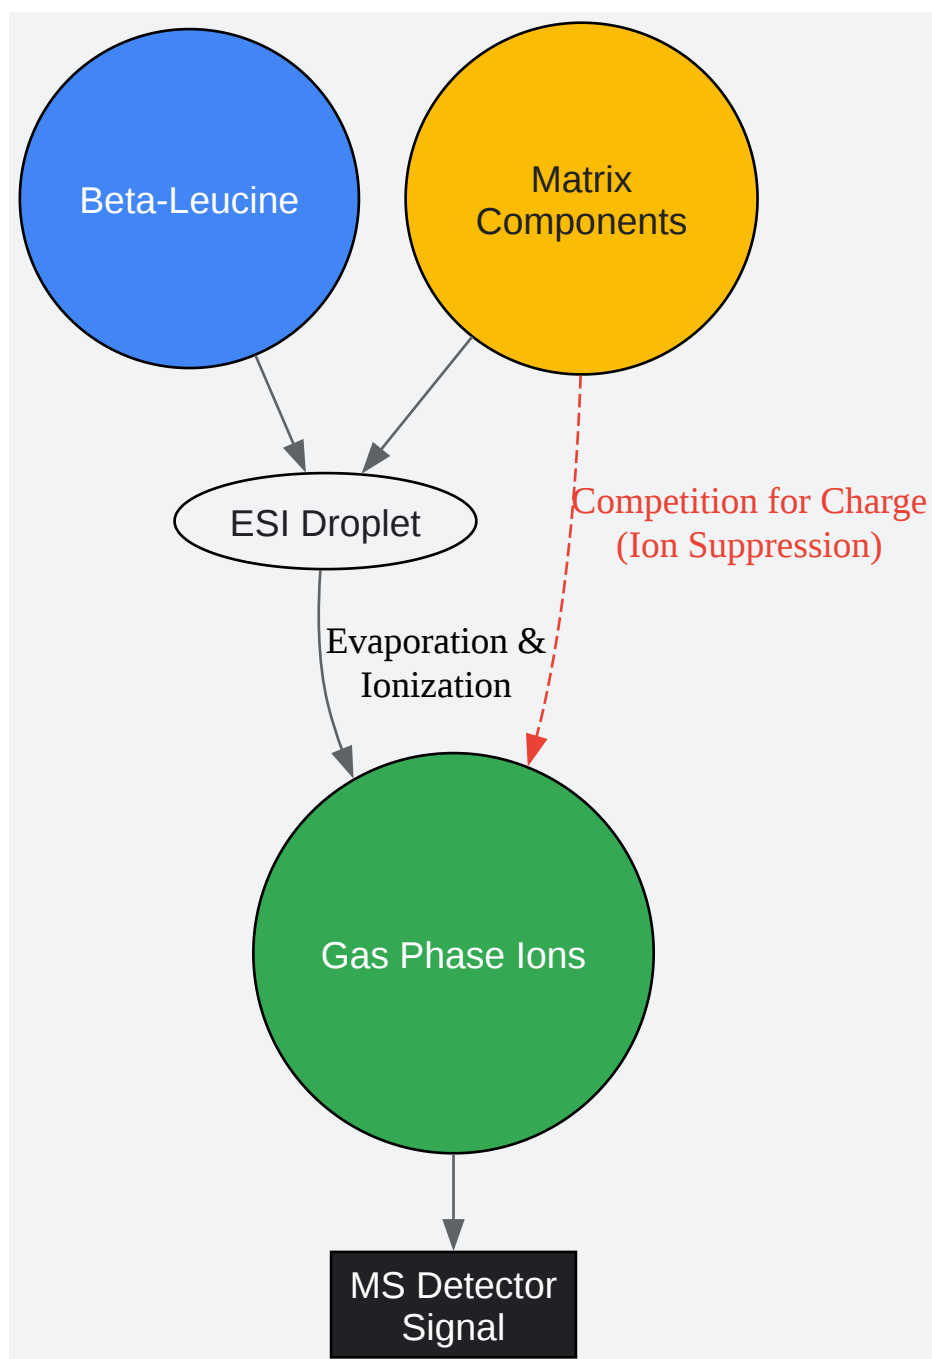 Beta-Leucine
Matrix
Components
Competition for Charge
(Ion Suppression)
ESI Droplet
Evaporation &
Ionization
Gas Phase Ions
MS Detector
Signal